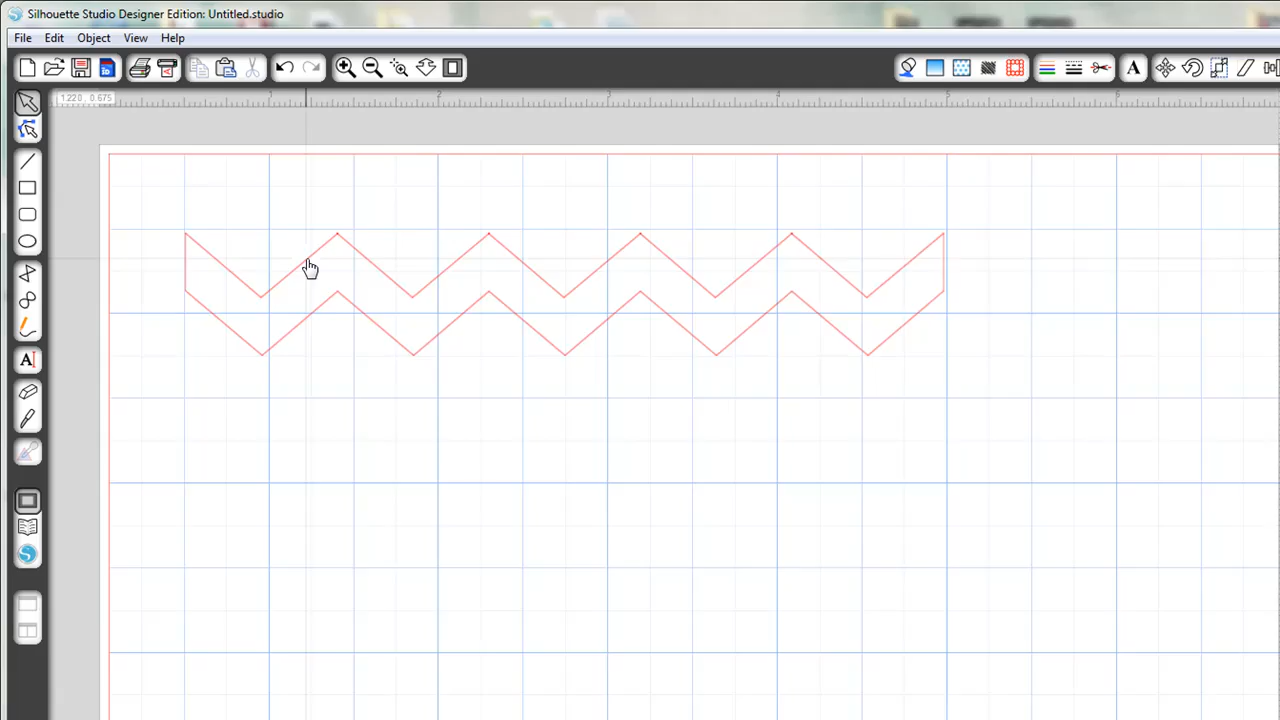 Silhouette Studio Designer Edition: Untitled.studio
File Edit Object View Help
1.220 , 0.675
1 2 3 4 5 6